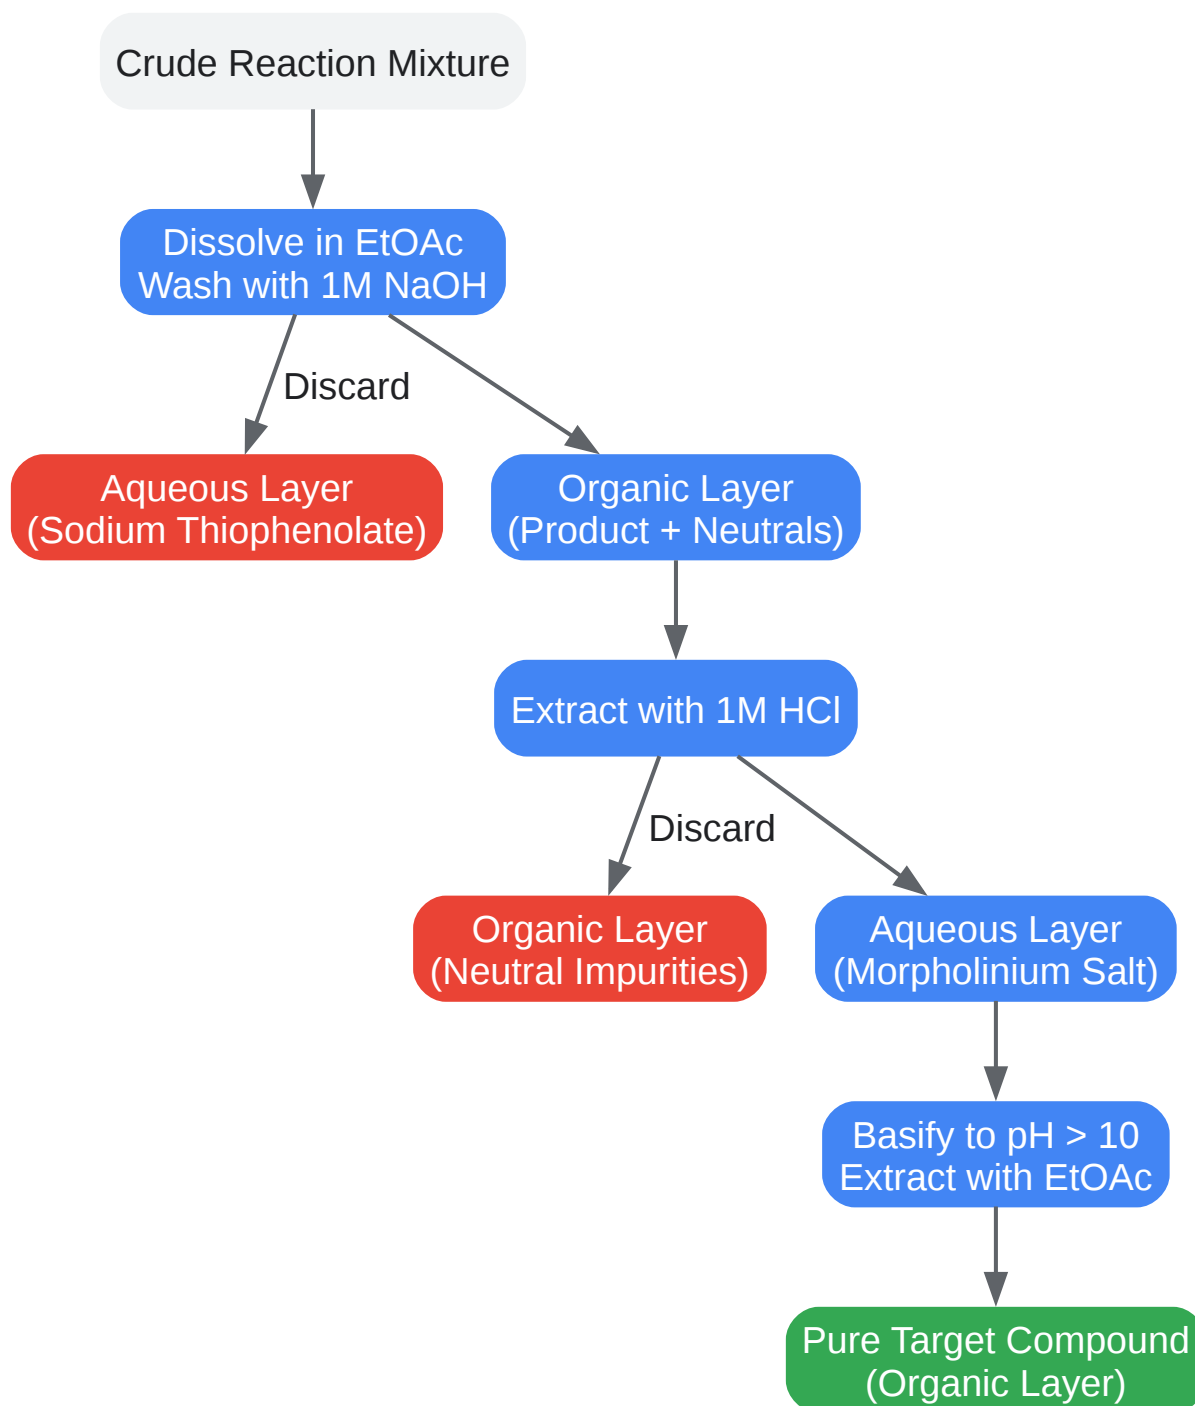 Crude Reaction Mixture
Dissolve in EtOAc
Wash with 1M NaOH
Discard
Aqueous Layer
(Sodium Thiophenolate)
Organic Layer
(Product + Neutrals)
Extract with 1M HCl
Discard
Organic Layer
(Neutral Impurities)
Aqueous Layer
(Morpholinium Salt)
Basify to pH > 10
Extract with EtOAc
Pure Target Compound
(Organic Layer)